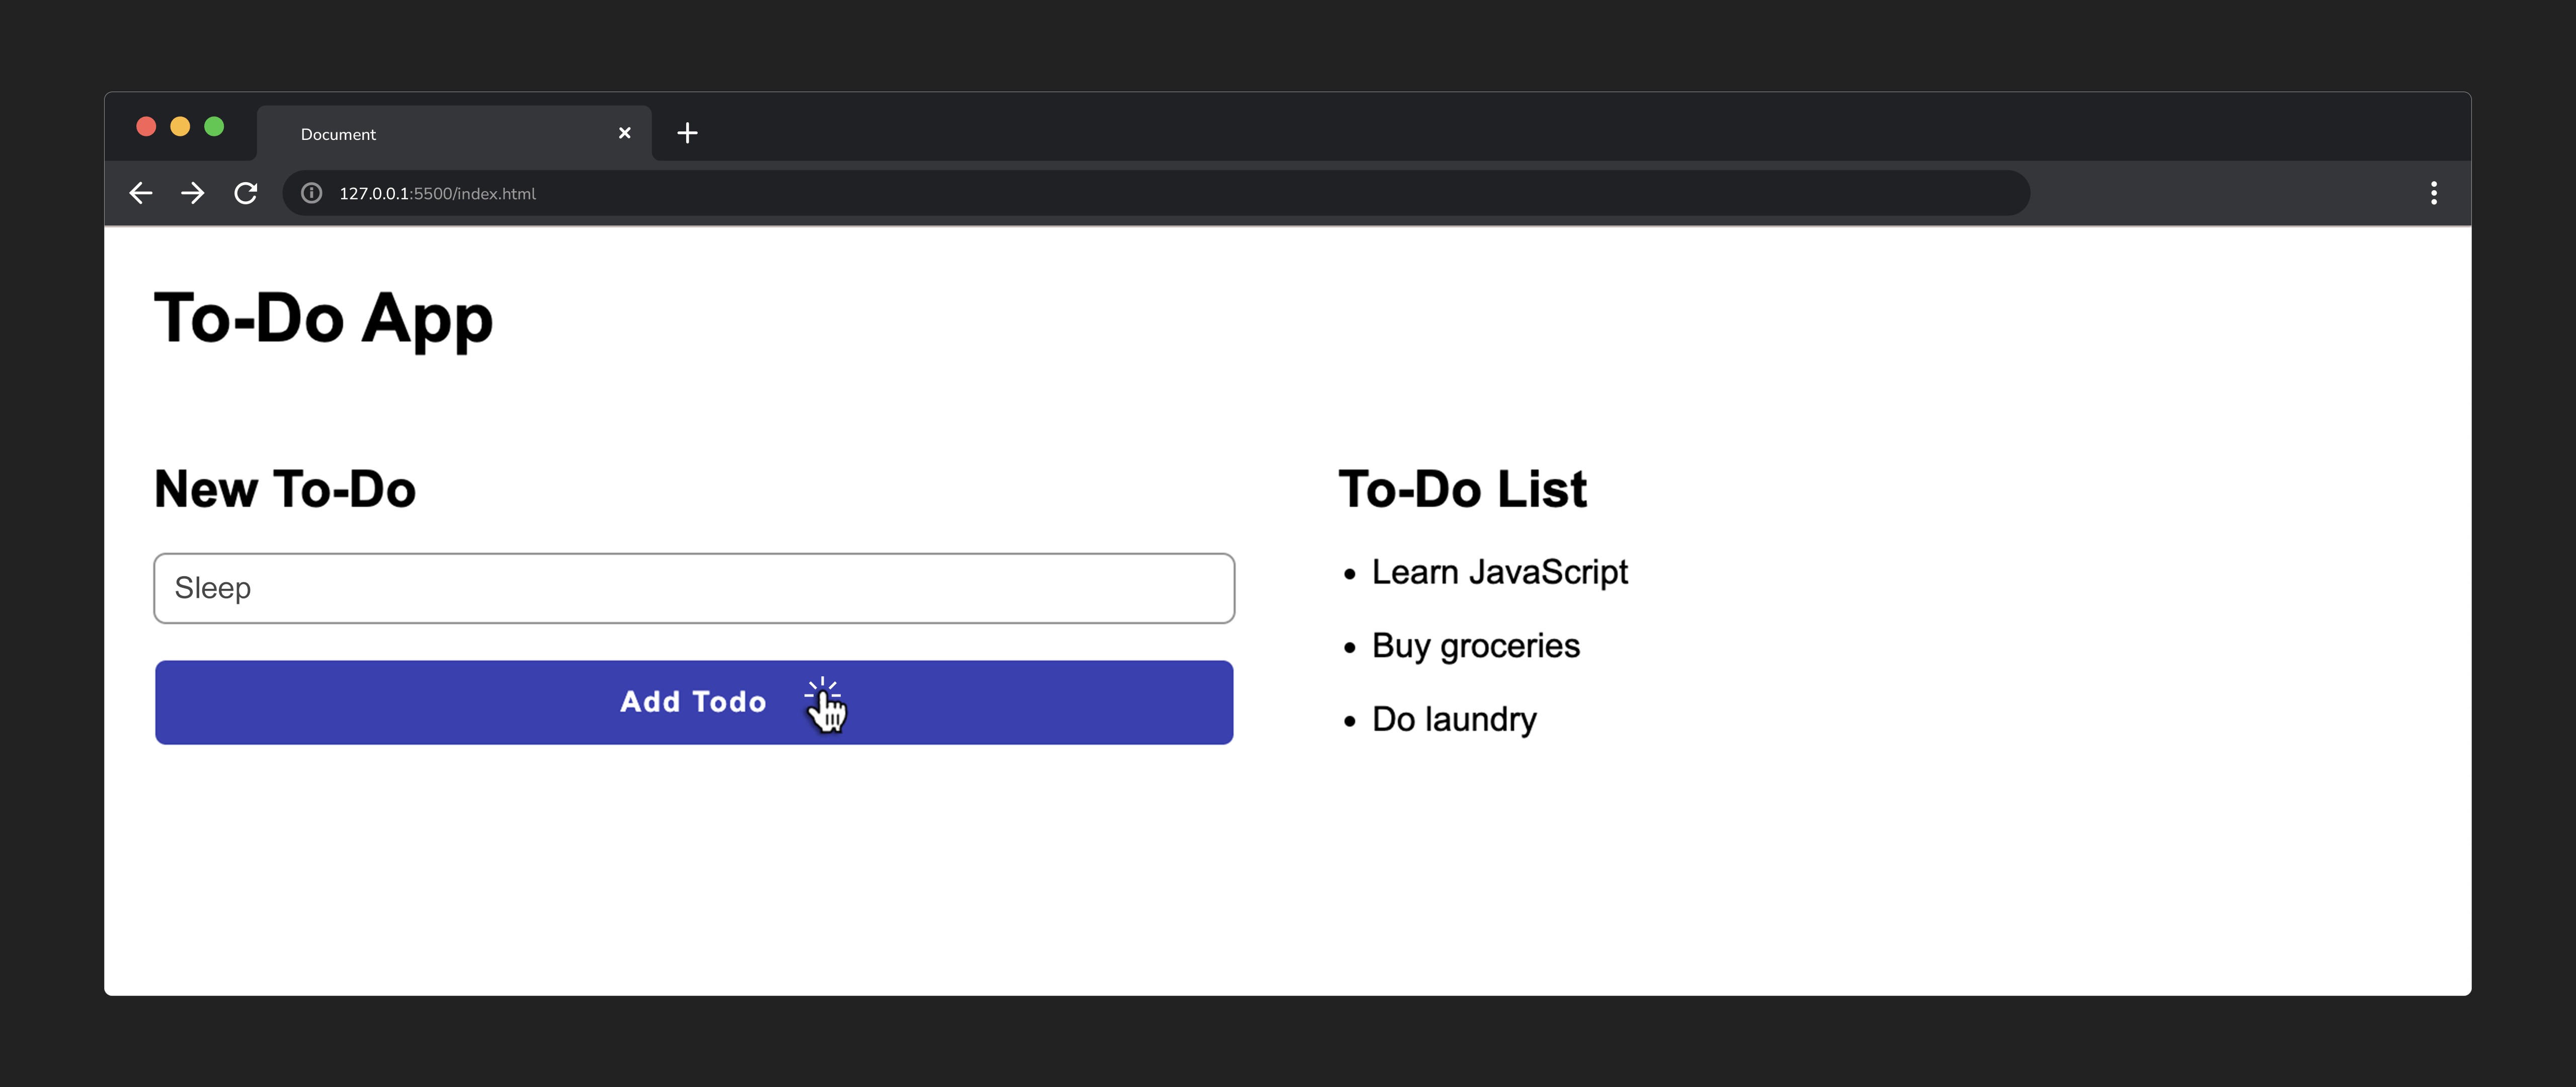 Document
127.0.0.1:5500/index.html
To-Do App
New To-Do
Sleep
Add Todo
To-Do List
Learn JavaScript
Buy groceries
Do laundry